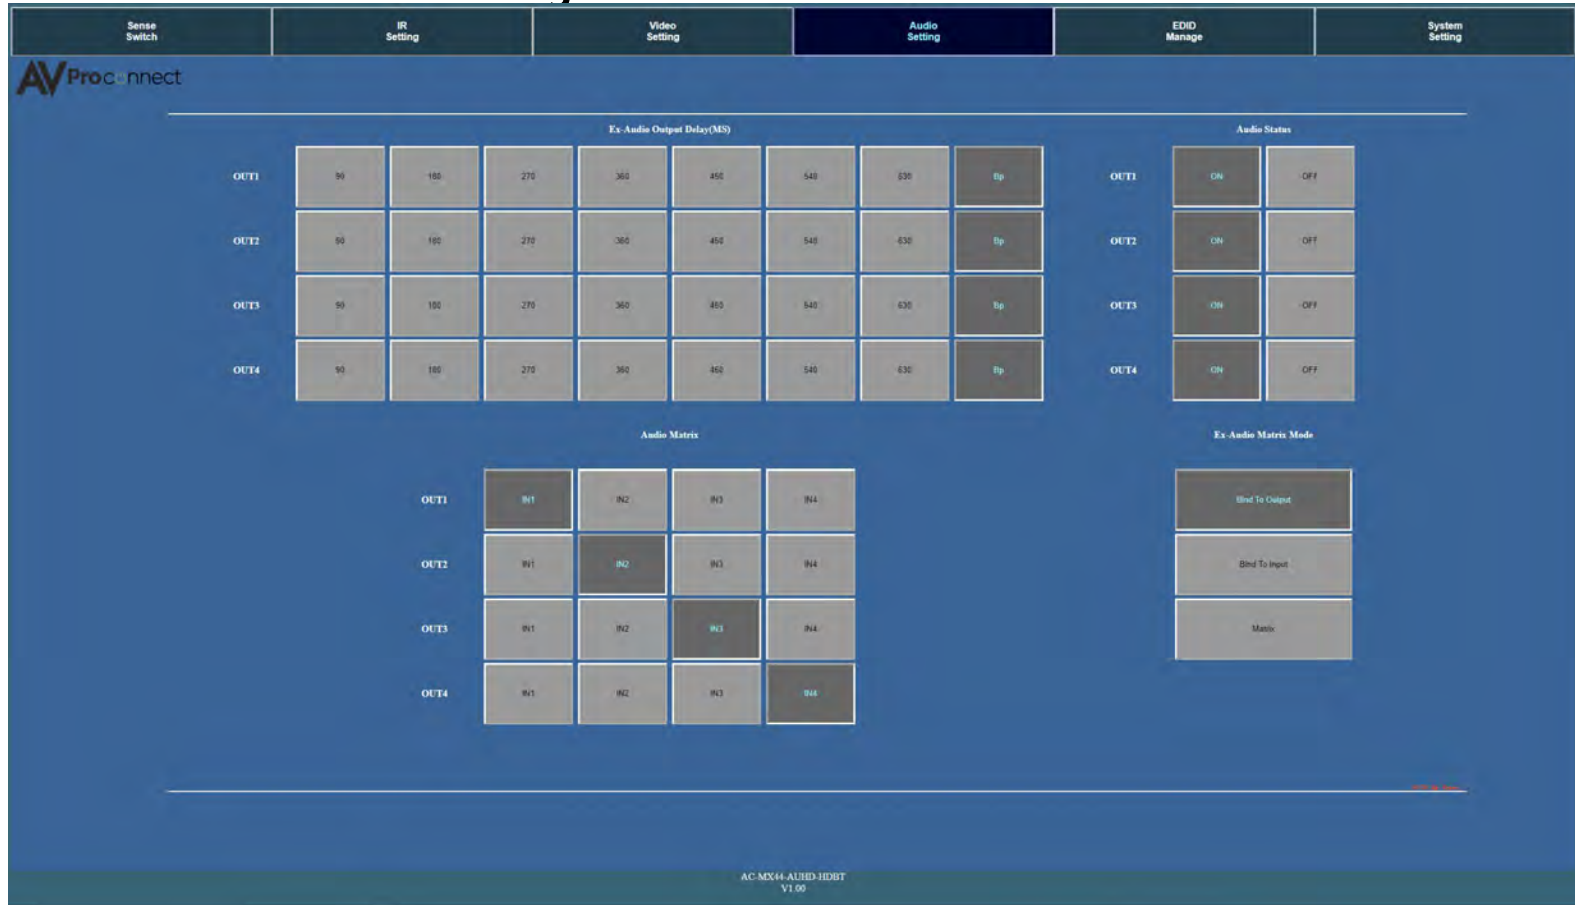 Sense
Switch
IR
Setting
Video
Setting
Audio
Setting
EDID
Manage
System
Setting
AVProconnect
Ex-Audio Output Delay(MS)
Audio Status
OUT1 90 180 270 360 450 540 630 Bp OUT1 ON OFF
OUT2 90 180 270 360 450 540 630 Bp OUT2 ON OFF
OUT3 90 180 270 360 450 540 630 Bp OUT3 ON OFF
OUT4 90 180 270 360 450 540 630 Bp OUT4 ON OFF
Audio Matrix
Ex-Audio Matrix Mode
OUT1 IN1 IN2 IN3 IN4 Bind To Output
OUT2 IN1 IN2 IN3 IN4 Bind To Input
OUT3 IN1 IN2 IN3 IN4 Matrix
OUT4 IN1 IN2 IN3 IN4
AC-MX44-AUHD-HDBT
V1.00